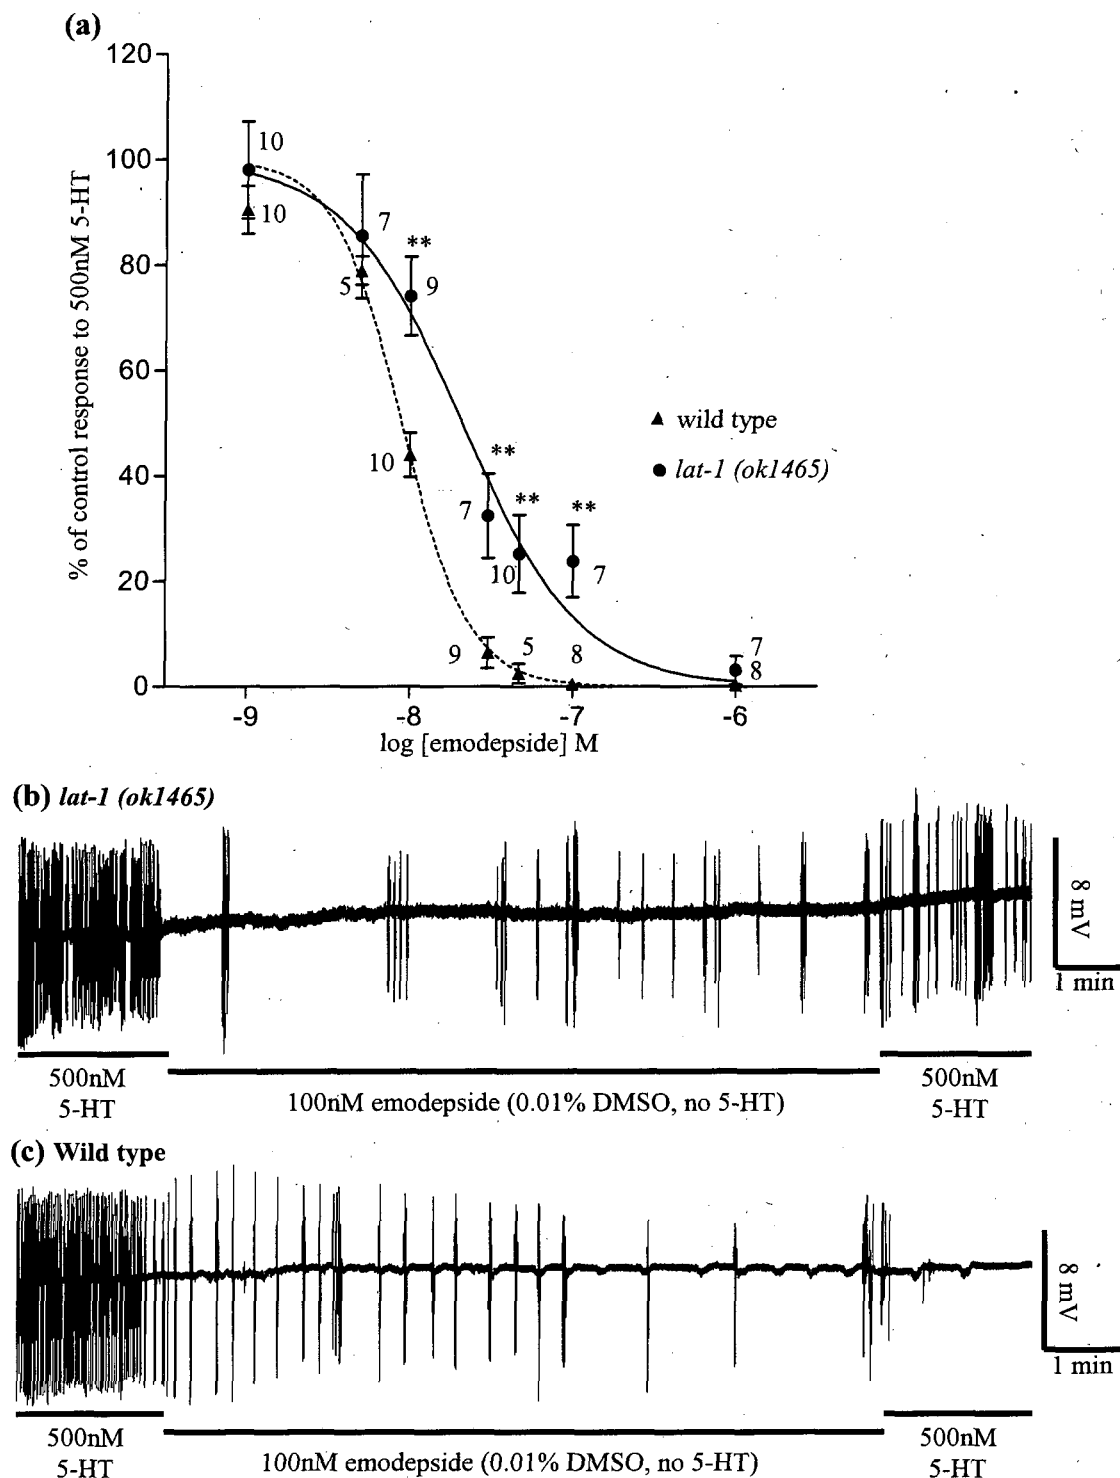 (a)
120
100
80
60
40
20
0
% of control response to 500nM 5-HT
10
10
7
5
**
9
10
**
7
**
10
**
7
9
5
8
7
8
wild type
lat-1 (ok1465)
-9
-8
-7
-6
log [emodepside] M
(b) lat-1 (ok1465)
8 mV
1 min
500nM
5-HT
100nM emodepside (0.01% DMSO, no 5-HT)
500nM
5-HT
(c) Wild type
8 mV
1 min
500nM
5-HT
100nM emodepside (0.01% DMSO, no 5-HT)
500nM
5-HT